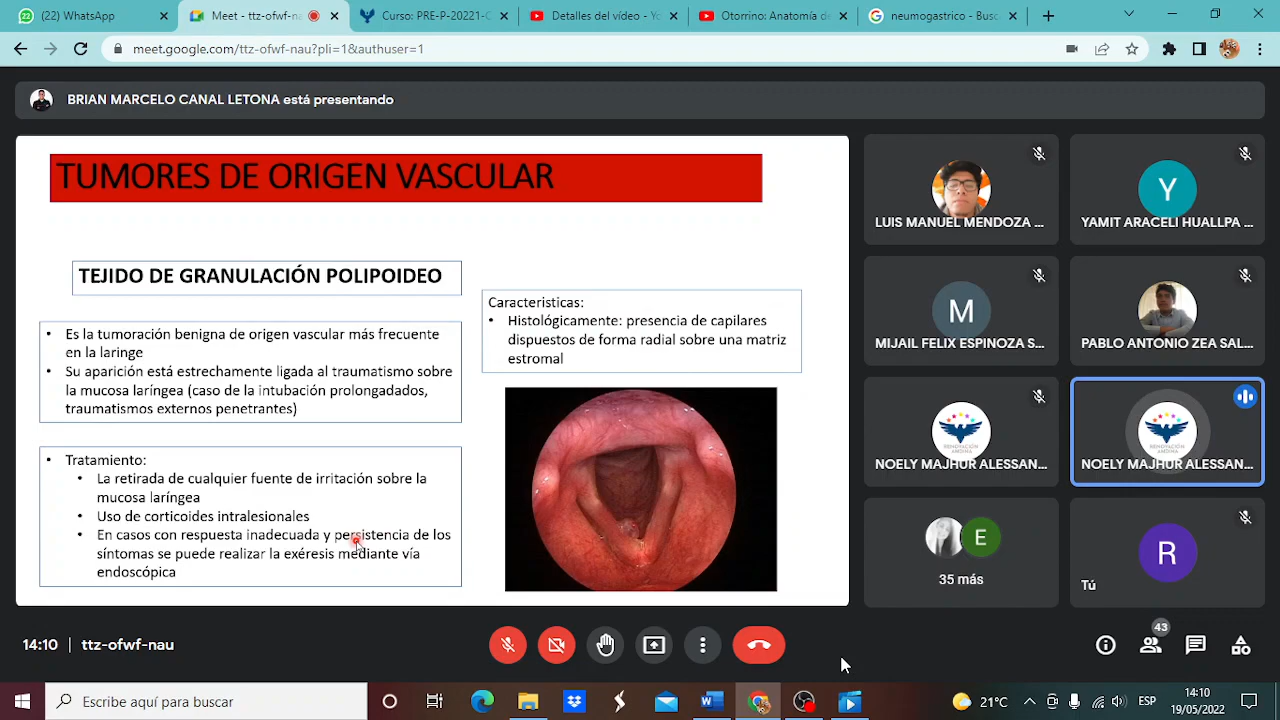 (22) WhatsApp
Meet - ttz-ofwf-na
Curso: PRE-P-20221-C
Detalles del vídeo - Yo
Otorrino: Anatomía de
neumogastrico - Busc
meet.google.com/ttz-ofwf-nau?pli=1&authuser=1
BRIAN MARCELO CANAL LETONA está presentando
TUMORES DE ORIGEN VASCULAR
TEJIDO DE GRANULACIÓN POLIPOIDEO
• Es la tumoración benigna de origen vascular más frecuente
en la laringe
• Su aparición está estrechamente ligada al traumatismo sobre
la mucosa laríngea (caso de la intubación prolongadados,
traumatismos externos penetrantes)
• Tratamiento:
• La retirada de cualquier fuente de irritación sobre la
mucosa laríngea
• Uso de corticoides intralesionales
• En casos con respuesta inadecuada y persistencia de los
síntomas se puede realizar la exéresis mediante vía
endoscópica
Caracteristicas:
• Histológicamente: presencia de capilares
dispuestos de forma radial sobre una matriz
estromal
LUIS MANUEL MENDOZA ...
Y
YAMIT ARACELI HUALLPA ...
M
MIJAIL FELIX ESPINOZA S...
PABLO ANTONIO ZEA SAL...
NOELY MAJHUR ALESSAN...
NOELY MAJHUR ALESSAN...
E
35 más
R
Tú
14:10 | ttz-ofwf-nau
43
Escribe aquí para buscar
21°C
ESP
14:10
19/05/2022